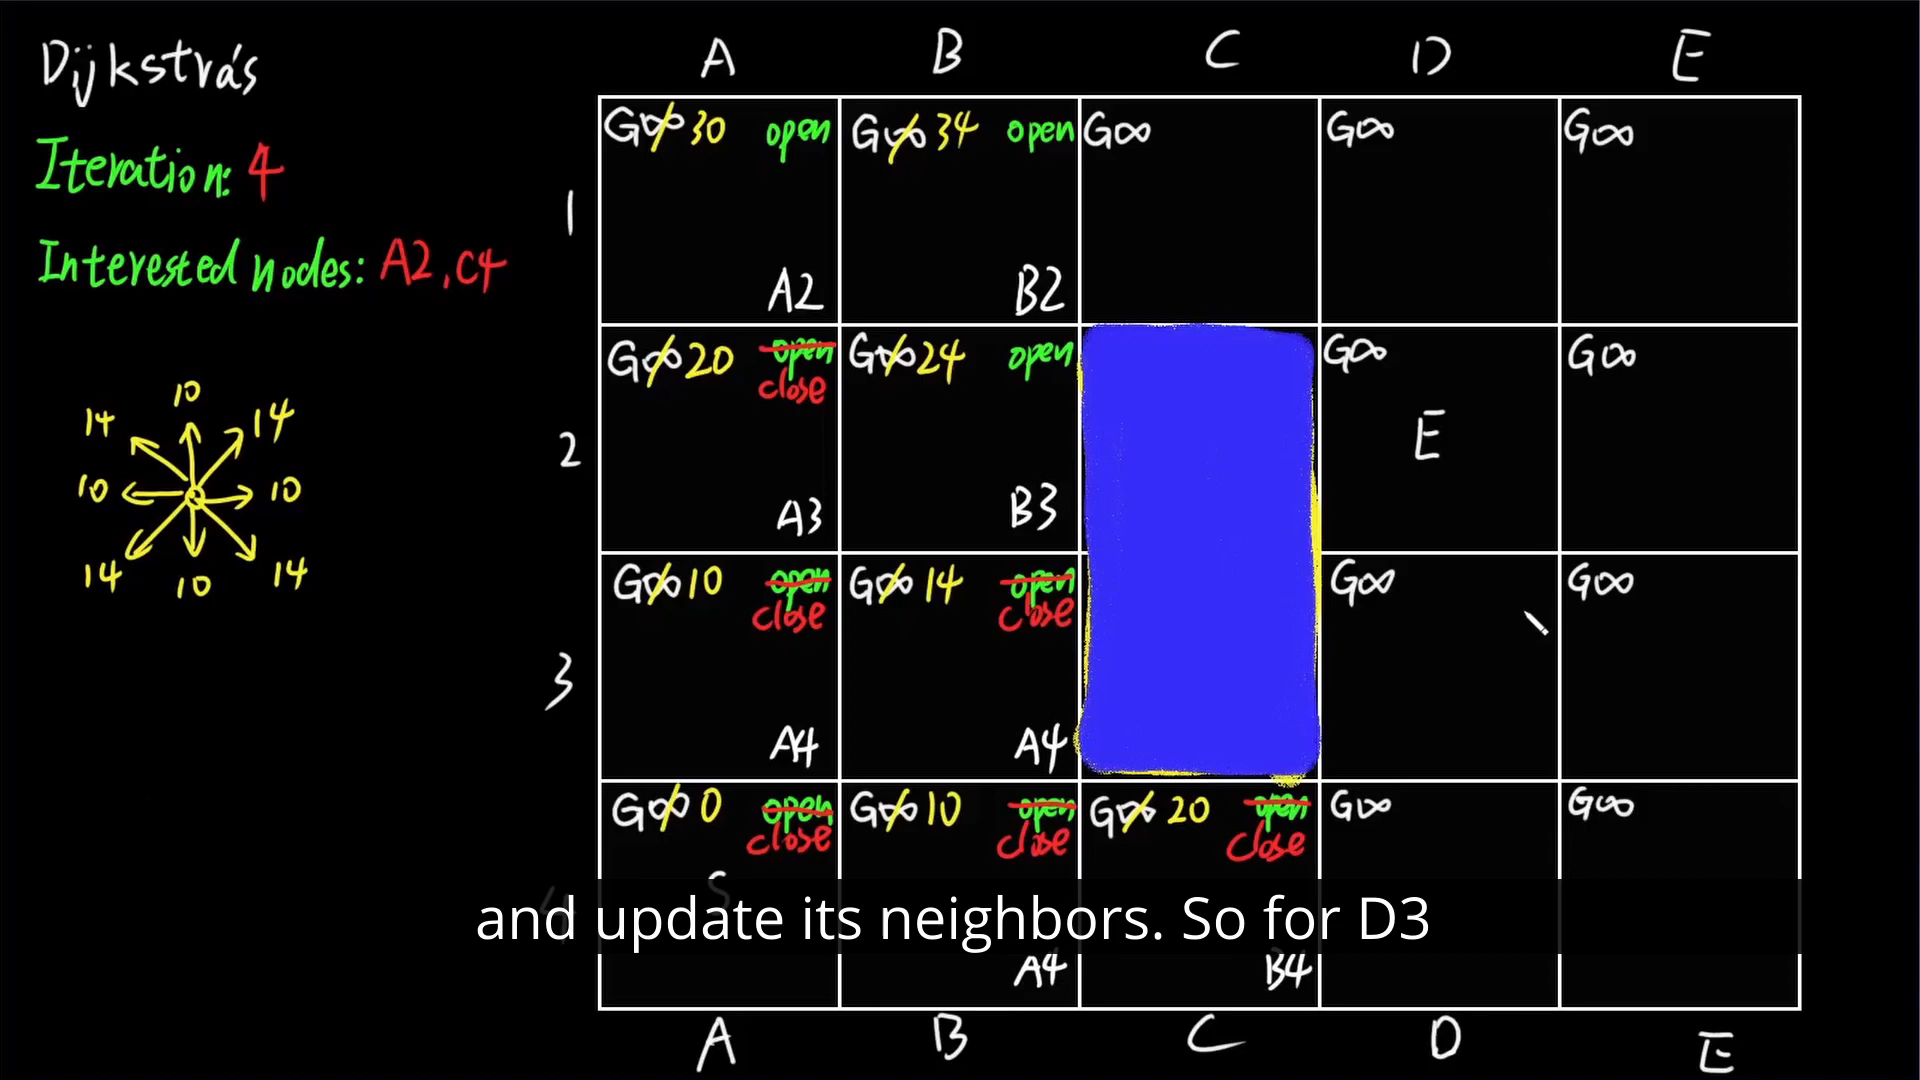 Dijkstra's
Iteration: 4
Interested nodes: A2, C4
10
14 14
10 10
14 14
10
A B C D E
1
G∞ 30 open
A2
G∞ 34 open
B2
G∞
G∞
G∞
2
G∞ 20 open
close
A3
G∞ 24 open
B3
G∞
E
G∞
3
G∞ 10 open
close
A4
G∞ 14 open
close
A4
G∞
G∞
4
G∞ 0 open
close
S
G∞ 10 open
close
A4
G∞ 20 open
close
B4
G∞
G∞
and update its neighbors. So for D3
A B C D E